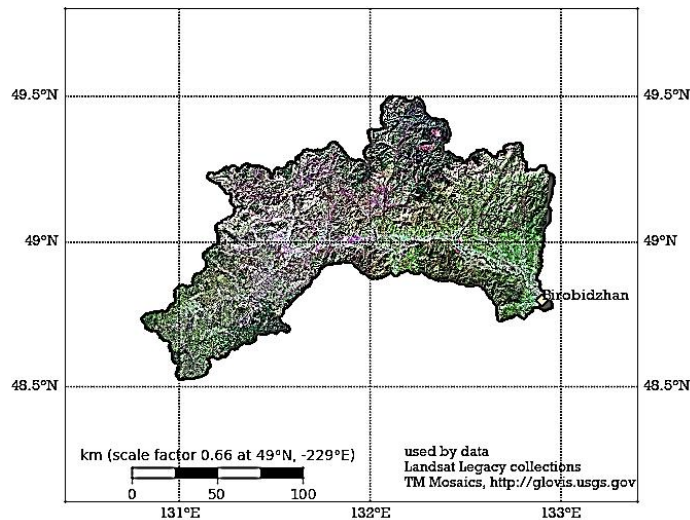 49.5°N 49.5°N
49°N 49°N
Birobidzhan
48.5°N 48.5°N
km (scale factor 0.66 at 49°N, -229°E)
0 50 100
used by data
Landsat Legacy collections
TM Mosaics, http://glovis.usgs.gov
131°E 132°E 133°E